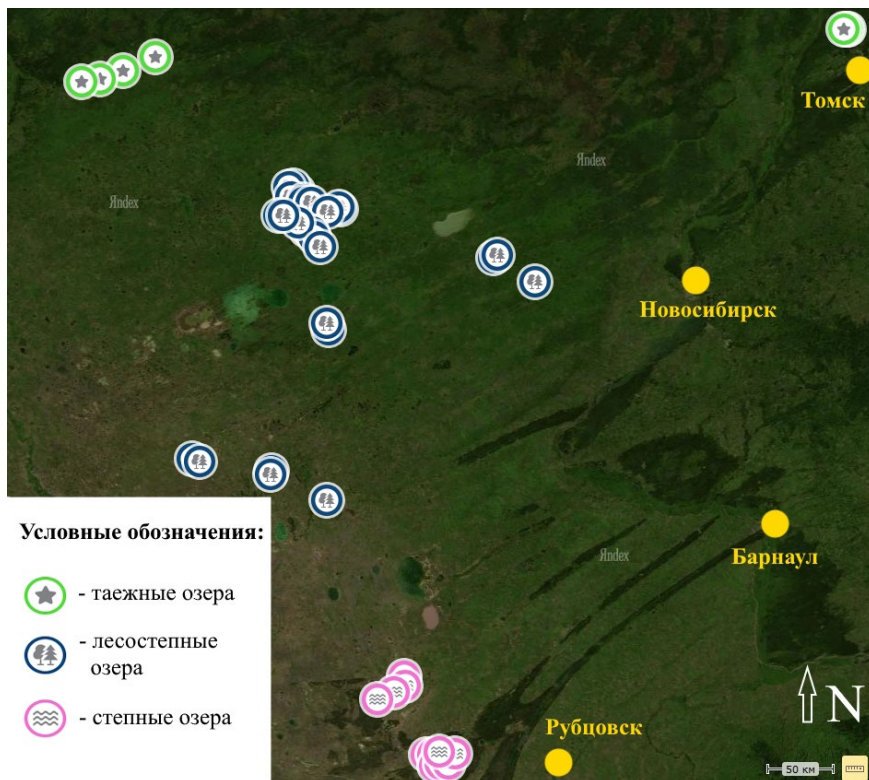 Томск
Яndex
Яndex
Новосибирск
Условные обозначения:
- таежные озера
- лесостепные
озера
- степные озера
Яndex
Барнаул
Рубцовск
N
50 км